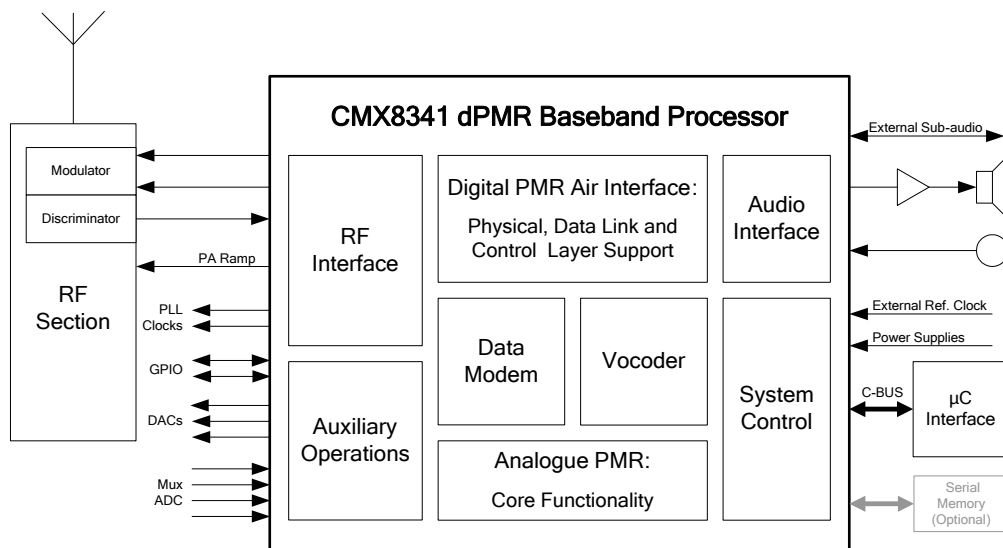 CMX8341 dPMR Baseband Processor
Modulator
Discriminator
RF
Section
PA Ramp
PLL
Clocks
GPIO
DACs
Mux
ADC
RF
Interface
Auxiliary
Operations
Digital PMR Air Interface:
Physical, Data Link and
Control Layer Support
Data
Modem
Vocoder
Analogue PMR:
Core Functionality
Audio
Interface
System
Control
External Sub-audio
External Ref. Clock
Power Supplies
C-BUS
µC
Interface
Serial
Memory
(Optional)